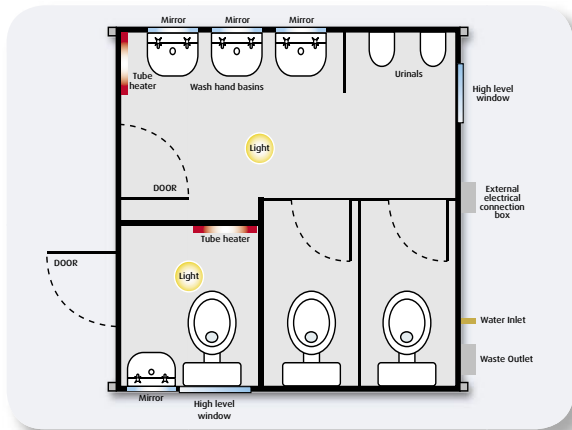 Mirror
Mirror
Mirror
Tube
heater
Wash hand basins
Urinals
High level
window
Light
DOOR
External
electrical
connection
box
Tube heater
DOOR
Light
Water Inlet
Waste Outlet
Mirror
High level
window